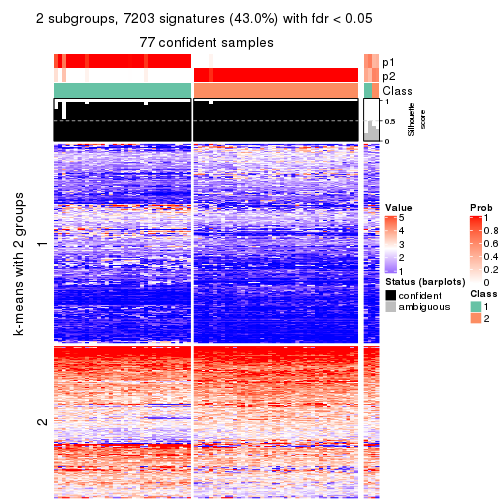 2 subgroups, 7203 signatures (43.0%) with fdr < 0.05
77 confident samples
p1
p2
Class
1
0.5
0
Silhouette
score
k-means with 2 groups
1
2
Value
5
4
3
2
1
Prob
1
0.8
0.6
0.4
0.2
0
Status (barplots)
confident
ambiguous
Class
1
2